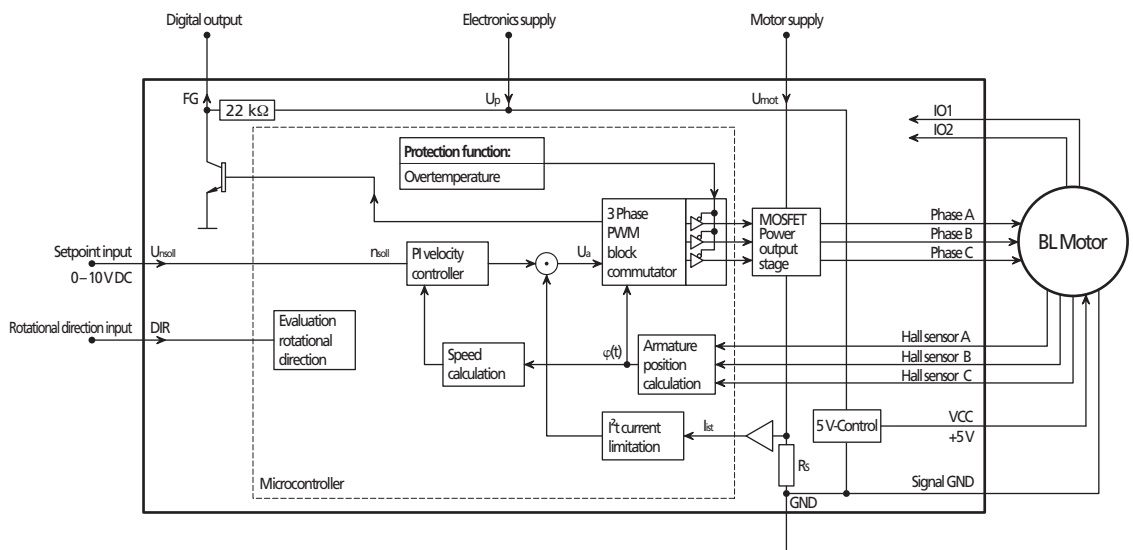 Digital output
Electronics supply
Motor supply
FG
22 kΩ
Up
Umot
IO1
IO2
Protection function:
Overtemperature
3 Phase
PWM
block
commutator
MOSFET
Power
output
stage
Phase A
Phase B
Phase C
BL Motor
Setpoint input
0–10 V DC
Unsoll
nsoll
PI velocity
controller
Ua
Rotational direction input
DIR
Evaluation
rotational
direction
Speed
calculation
φ(t)
Armature
position
calculation
Hall sensor A
Hall sensor B
Hall sensor C
I²t current
limitation
Iist
5 V-Control
VCC
+5 V
RS
Microcontroller
Signal GND
GND